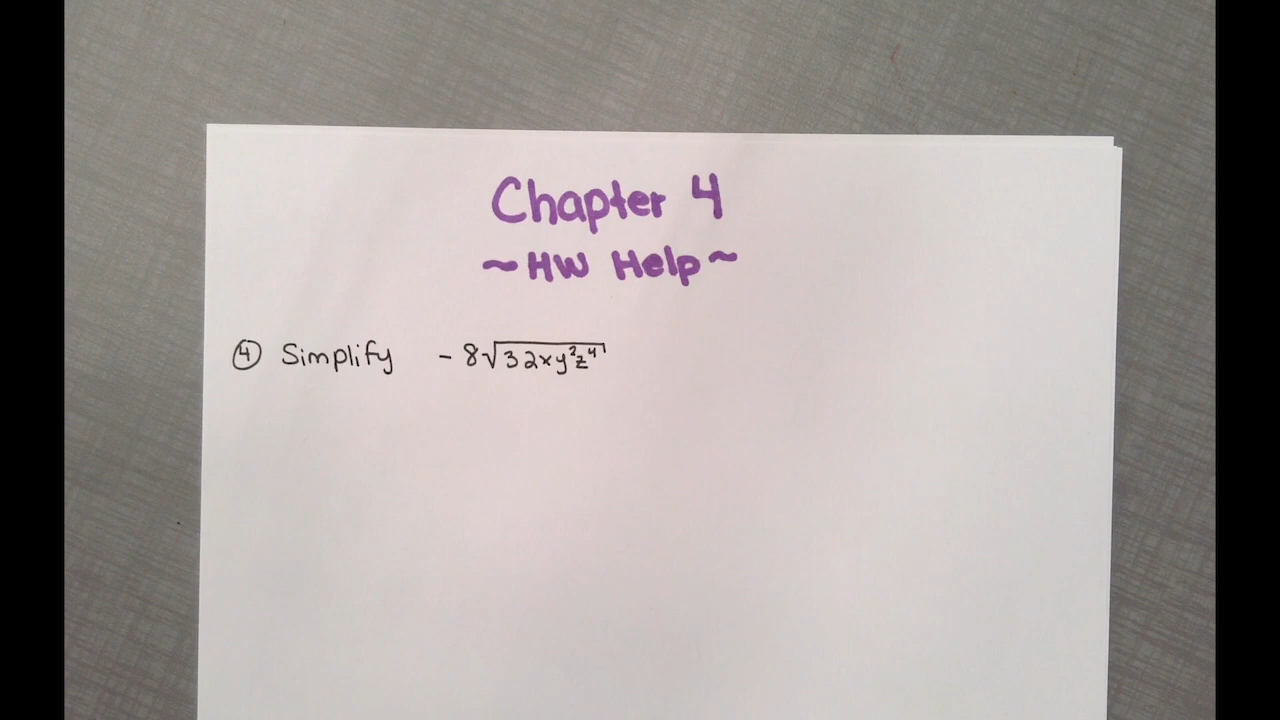 Chapter 4
~HW Help~
④ Simplify -8√32xy²z⁴